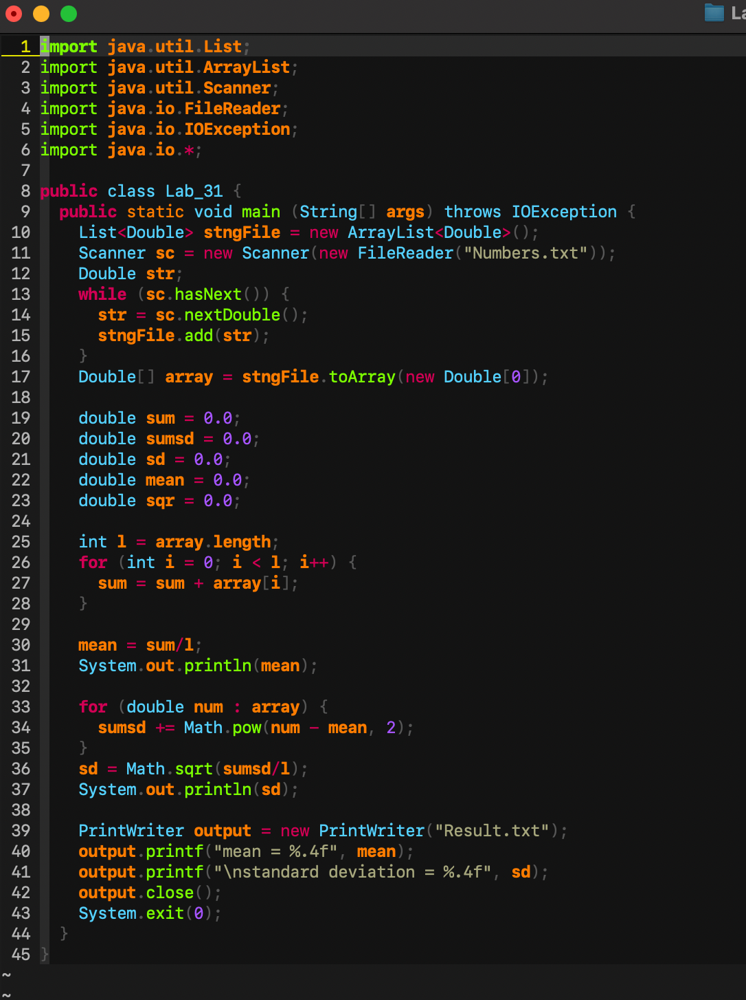 La
1 import java.util.List;
2 import java.util.ArrayList;
3 import java.util.Scanner;
4 import java.io.FileReader;
5 import java.io.IOException;
6 import java.io.*;
7
8 public class Lab_31 {
9   public static void main (String[] args) throws IOException {
10     List<Double> stngFile = new ArrayList<Double>();
11     Scanner sc = new Scanner(new FileReader("Numbers.txt"));
12     Double str;
13     while (sc.hasNext()) {
14       str = sc.nextDouble();
15       stngFile.add(str);
16     }
17     Double[] array = stngFile.toArray(new Double[0]);
18
19     double sum = 0.0;
20     double sumsd = 0.0;
21     double sd = 0.0;
22     double mean = 0.0;
23     double sqr = 0.0;
24
25     int l = array.length;
26     for (int i = 0; i < l; i++) {
27       sum = sum + array[i];
28     }
29
30     mean = sum/l;
31     System.out.println(mean);
32
33     for (double num : array) {
34       sumsd += Math.pow(num - mean, 2);
35     }
36     sd = Math.sqrt(sumsd/l);
37     System.out.println(sd);
38
39     PrintWriter output = new PrintWriter("Result.txt");
40     output.printf("mean = %.4f", mean);
41     output.printf("\nstandard deviation = %.4f", sd);
42     output.close();
43     System.exit(0);
44   }
45 }
~
~